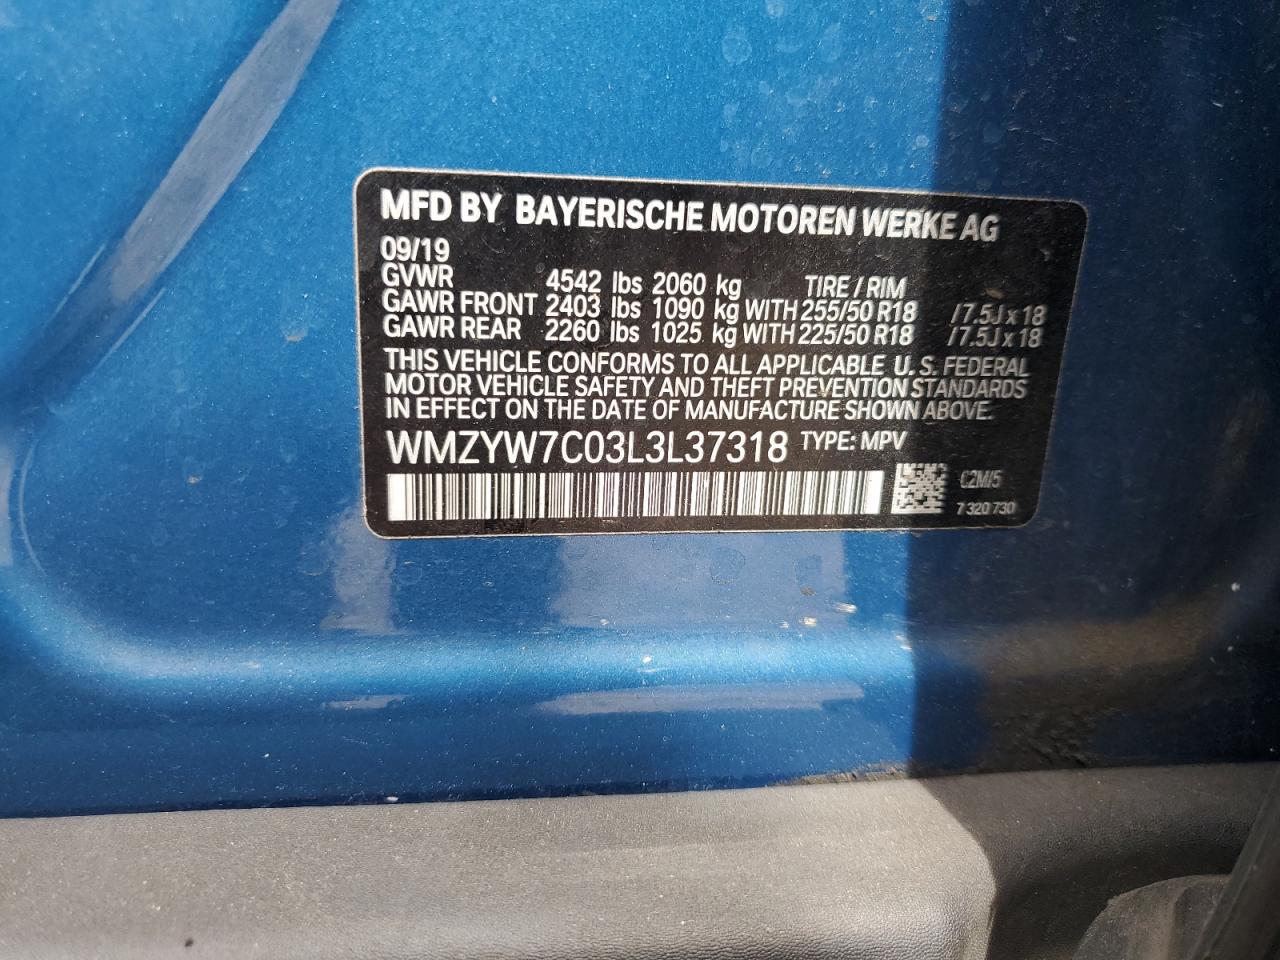 MFD BY BAYERISCHE MOTOREN WERKE AG
09/19
GVWR 4542 lbs 2060 kg TIRE / RIM
GAWR FRONT 2403 lbs 1090 kg WITH 255/50 R18 / 7.5J x 18
GAWR REAR 2260 lbs 1025 kg WITH 225/50 R18 / 7.5J x 18
THIS VEHICLE CONFORMS TO ALL APPLICABLE U.S. FEDERAL
MOTOR VEHICLE SAFETY AND THEFT PREVENTION STANDARDS
IN EFFECT ON THE DATE OF MANUFACTURE SHOWN ABOVE.
WMZYW7C03L3L37318 TYPE: MPV
C2M/5
7 320 730